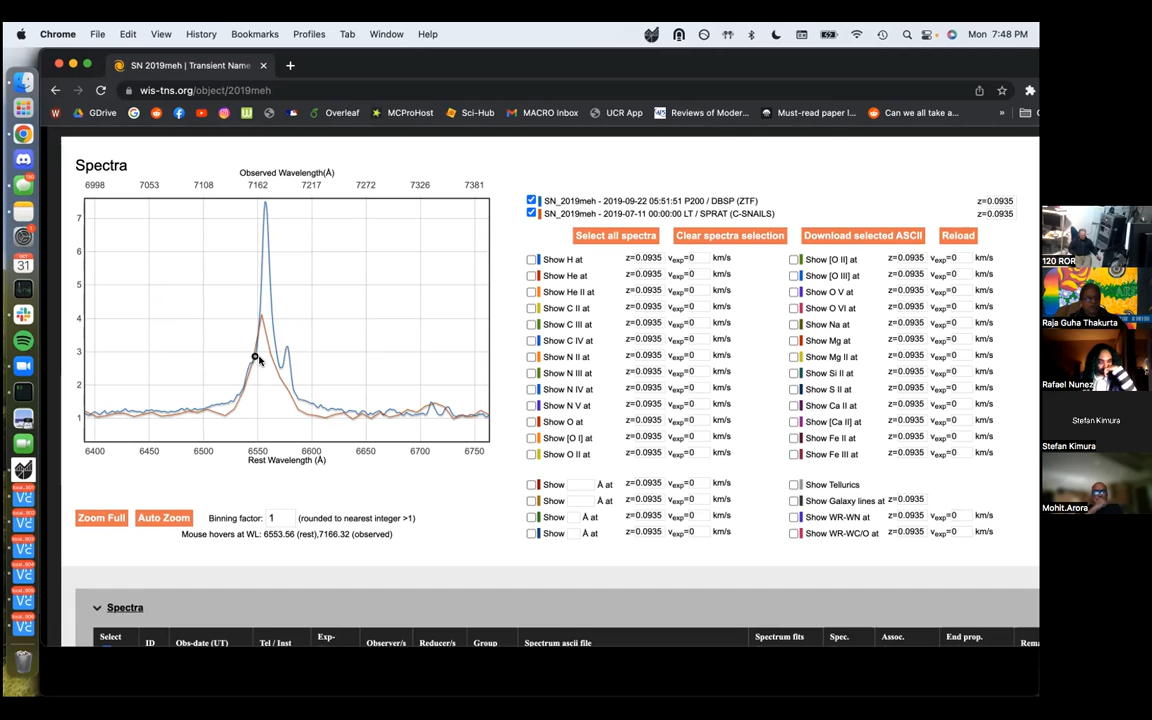 Chrome File Edit View History Bookmarks Profiles Tab Window Help Mon 7:48 PM
SN 2019meh | Transient Name
wis-tns.org/object/2019meh
GDrive Overleaf MCProHost Sci-Hub MACRO Inbox UCR App Reviews of Moder... Must-read paper l... Can we all take a... »
Spectra
Observed Wavelength(Å)
6998 7053 7108 7162 7217 7272 7326 7381
7
6
5
4
3
2
1
6400 6450 6500 6550 6600 6650 6700 6750
Rest Wavelength (Å)
Zoom Full Auto Zoom Binning factor: 1 (rounded to nearest integer >1)
Mouse hovers at WL: 6553.56 (rest),7166.32 (observed)
SN_2019meh - 2019-09-22 05:51:51 P200 / DBSP (ZTF) z=0.0935
SN_2019meh - 2019-07-11 00:00:00 LT / SPRAT (C-SNAILS) z=0.0935
Select all spectra Clear spectra selection Download selected ASCII Reload
Show H at z=0.0935 vexp=0 km/s Show [O II] at z=0.0935 vexp=0 km/s
Show He at z=0.0935 vexp=0 km/s Show [O III] at z=0.0935 vexp=0 km/s
Show He II at z=0.0935 vexp=0 km/s Show O V at z=0.0935 vexp=0 km/s
Show C II at z=0.0935 vexp=0 km/s Show O VI at z=0.0935 vexp=0 km/s
Show C III at z=0.0935 vexp=0 km/s Show Na at z=0.0935 vexp=0 km/s
Show C IV at z=0.0935 vexp=0 km/s Show Mg at z=0.0935 vexp=0 km/s
Show N II at z=0.0935 vexp=0 km/s Show Mg II at z=0.0935 vexp=0 km/s
Show N III at z=0.0935 vexp=0 km/s Show Si II at z=0.0935 vexp=0 km/s
Show N IV at z=0.0935 vexp=0 km/s Show S II at z=0.0935 vexp=0 km/s
Show N V at z=0.0935 vexp=0 km/s Show Ca II at z=0.0935 vexp=0 km/s
Show O at z=0.0935 vexp=0 km/s Show [Ca II] at z=0.0935 vexp=0 km/s
Show [O I] at z=0.0935 vexp=0 km/s Show Fe II at z=0.0935 vexp=0 km/s
Show O II at z=0.0935 vexp=0 km/s Show Fe III at z=0.0935 vexp=0 km/s
Show Å at z=0.0935 vexp=0 km/s Show Tellurics
Show Å at z=0.0935 vexp=0 km/s Show Galaxy lines at z=0.0935
Show Å at z=0.0935 vexp=0 km/s Show WR-WN at z=0.0935 vexp=0 km/s
Show Å at z=0.0935 vexp=0 km/s Show WR-WC/O at z=0.0935 vexp=0 km/s
Spectra
Select ID Obs-date (UT) Tel / Inst Exp- Observer/s Reducer/s Group Spectrum ascii file Spectrum fits Spec. Assoc. End prop. Rema
OCT
31
120 ROR
Raja Guha Thakurta
Rafael Nunez
Stefan Kimura
Stefan Kimura
Mohit.Arora